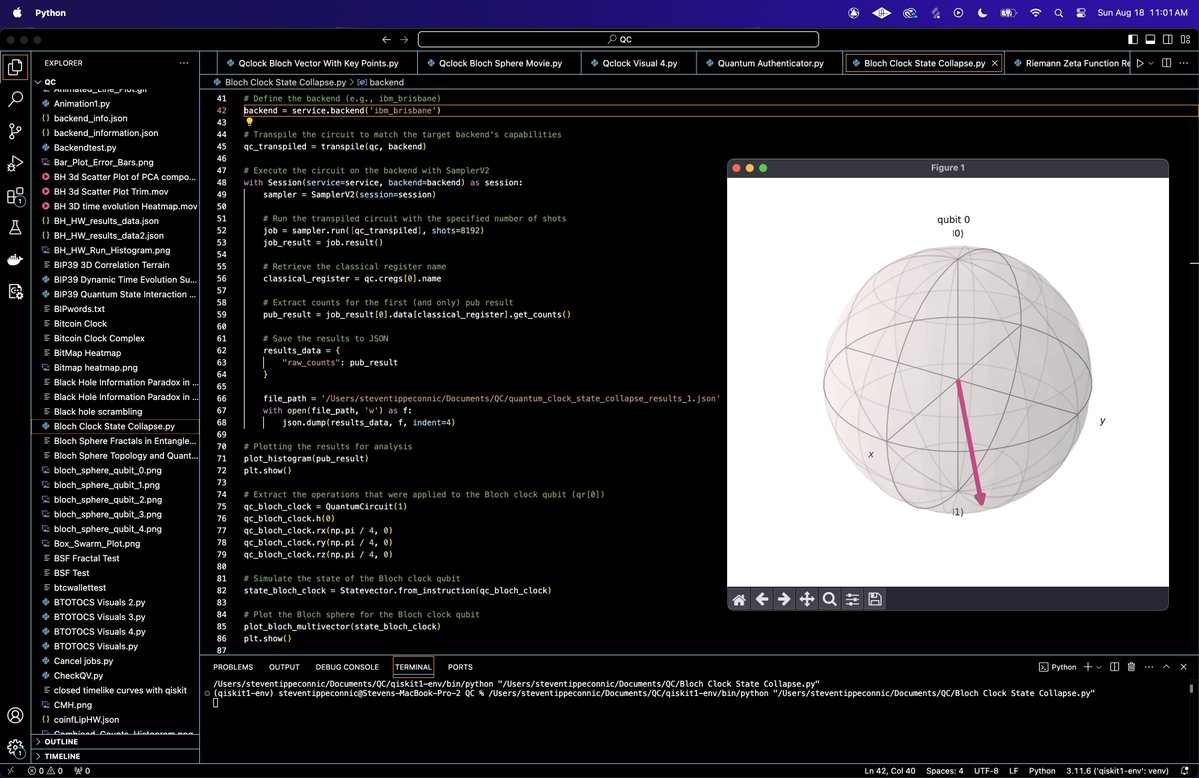 Python
Sun Aug 18 11:01 AM
QC
EXPLORER
QC
Animated_Line_Plot.gif
Animation1.py
backend_info.json
backend_information.json
Backendtest.py
Bar_Plot_Error_Bars.png
BH 3d Scatter Plot of PCA compo...
BH 3d Scatter Plot Trim.mov
BH 3D time evolution Heatmap.mov
BH_HW_results_data.json
BH_HW_results_data2.json
BH_HW_Run_Histogram.png
BIP39 3D Correlation Terrain
BIP39 Dynamic Time Evolution Su...
BIP39 Quantum State Interaction ...
BIPwords.txt
Bitcoin Clock
Bitcoin Clock Complex
BitMap Heatmap
Bitmap heatmap.png
Black Hole Information Paradox in ...
Black Hole Information Paradox in ...
Black hole scrambling
Bloch Clock State Collapse.py
Bloch Sphere Fractals in Entangle...
Bloch Sphere Topology and Quant...
bloch_sphere_qubit_0.png
bloch_sphere_qubit_1.png
bloch_sphere_qubit_2.png
bloch_sphere_qubit_3.png
bloch_sphere_qubit_4.png
Box_Swarm_Plot.png
BSF Fractal Test
BSF Test
btcwallettest
BTOTOCS Visuals 2.py
BTOTOCS Visuals 3.py
BTOTOCS Visuals 4.py
BTOTOCS Visuals.py
Cancel jobs.py
CheckQV.py
closed timelike curves with qiskit
CMH.png
coinfLipHW.json
Combined_Counts_Histogram.png
OUTLINE
TIMELINE
Qclock Bloch Vector With Key Points.py
Qclock Bloch Sphere Movie.py
Qclock Visual 4.py
Quantum Authenticator.py
Bloch Clock State Collapse.py
Riemann Zeta Function Re
Bloch Clock State Collapse.py > backend
41 # Define the backend (e.g., ibm_brisbane)
42 backend = service.backend('ibm_brisbane')
43
44 # Transpile the circuit to match the target backend's capabilities
45 qc_transpiled = transpile(qc, backend)
46
47 # Execute the circuit on the backend with SamplerV2
48 with Session(service=service, backend=backend) as session:
49 sampler = SamplerV2(session=session)
50
51 # Run the transpiled circuit with the specified number of shots
52 job = sampler.run([qc_transpiled], shots=8192)
53 job_result = job.result()
54
55 # Retrieve the classical register name
56 classical_register = qc.cregs[0].name
57
58 # Extract counts for the first (and only) pub result
59 pub_result = job_result[0].data[classical_register].get_counts()
60
61 # Save the results to JSON
62 results_data = {
63 "raw_counts": pub_result
64 }
65
66 file_path = '/Users/steventippeconnic/Documents/QC/quantum_clock_state_collapse_results_1.json'
67 with open(file_path, 'w') as f:
68 json.dump(results_data, f, indent=4)
69
70 # Plotting the results for analysis
71 plot_histogram(pub_result)
72 plt.show()
73
74 # Extract the operations that were applied to the Bloch clock qubit (qr[0])
75 qc_bloch_clock = QuantumCircuit(1)
76 qc_bloch_clock.h(0)
77 qc_bloch_clock.rx(np.pi / 4, 0)
78 qc_bloch_clock.ry(np.pi / 4, 0)
79 qc_bloch_clock.rz(np.pi / 4, 0)
80
81 # Simulate the state of the Bloch clock qubit
82 state_bloch_clock = Statevector.from_instruction(qc_bloch_clock)
83
84 # Plot the Bloch sphere for the Bloch clock qubit
85 plot_bloch_multivector(state_bloch_clock)
86 plt.show()
87
Figure 1
qubit 0
|0⟩
x
y
|1⟩
PROBLEMS OUTPUT DEBUG CONSOLE TERMINAL PORTS
Python
/Users/steventippeconnic/Documents/QC/qiskit1-env/bin/python "/Users/steventippeconnic/Documents/QC/Bloch Clock State Collapse.py"
(qiskit1-env) steventippeconnic@Stevens-MacBook-Pro-2 QC % /Users/steventippeconnic/Documents/QC/qiskit1-env/bin/python "/Users/steventippeconnic/Documents/QC/Bloch Clock State Collapse.py"
0 0 0
Ln 42, Col 40 Spaces: 4 UTF-8 LF Python 3.11.6 ('qiskit1-env': venv)